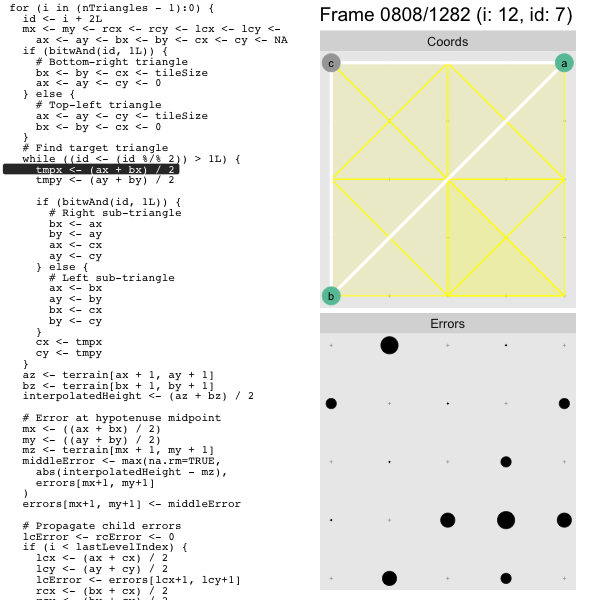 for (i in (nTriangles - 1):0) {
id <- i + 2L
mx <- my <- rcx <- rcy <- lcx <- lcy <-
ax <- ay <- bx <- by <- cx <- cy <- NA
if (bitwAnd(id, 1L)) {
# Bottom-right triangle
bx <- by <- cx <- tileSize
ax <- ay <- cy <- 0
} else {
# Top-left triangle
ax <- ay <- cy <- tileSize
bx <- by <- cx <- 0
}
# Find target triangle
while ((id <- (id %/% 2)) > 1L) {
tmpx <- (ax + bx) / 2
tmpy <- (ay + by) / 2
if (bitwAnd(id, 1L)) {
# Right sub-triangle
bx <- ax
by <- ay
ax <- cx
ay <- cy
} else {
# Left sub-triangle
ax <- bx
ay <- by
bx <- cx
by <- cy
}
cx <- tmpx
cy <- tmpy
}
az <- terrain[ax + 1, ay + 1]
bz <- terrain[bx + 1, by + 1]
interpolatedHeight <- (az + bz) / 2
# Error at hypotenuse midpoint
mx <- ((ax + bx) / 2)
my <- ((ay + by) / 2)
mz <- terrain[mx + 1, my + 1]
middleError <- max(na.rm=TRUE,
abs(interpolatedHeight - mz),
errors[mx+1, my+1]
)
errors[mx+1, my+1] <- middleError
# Propagate child errors
lcError <- rcError <- 0
if (i < lastLevelIndex) {
lcx <- (ax + cx) / 2
lcy <- (ay + cy) / 2
lcError <- errors[lcx+1, lcy+1]
rcx <- (bx + cx) / 2
Frame 0808/1282 (i: 12, id: 7)
Coords
c
a
b
Errors